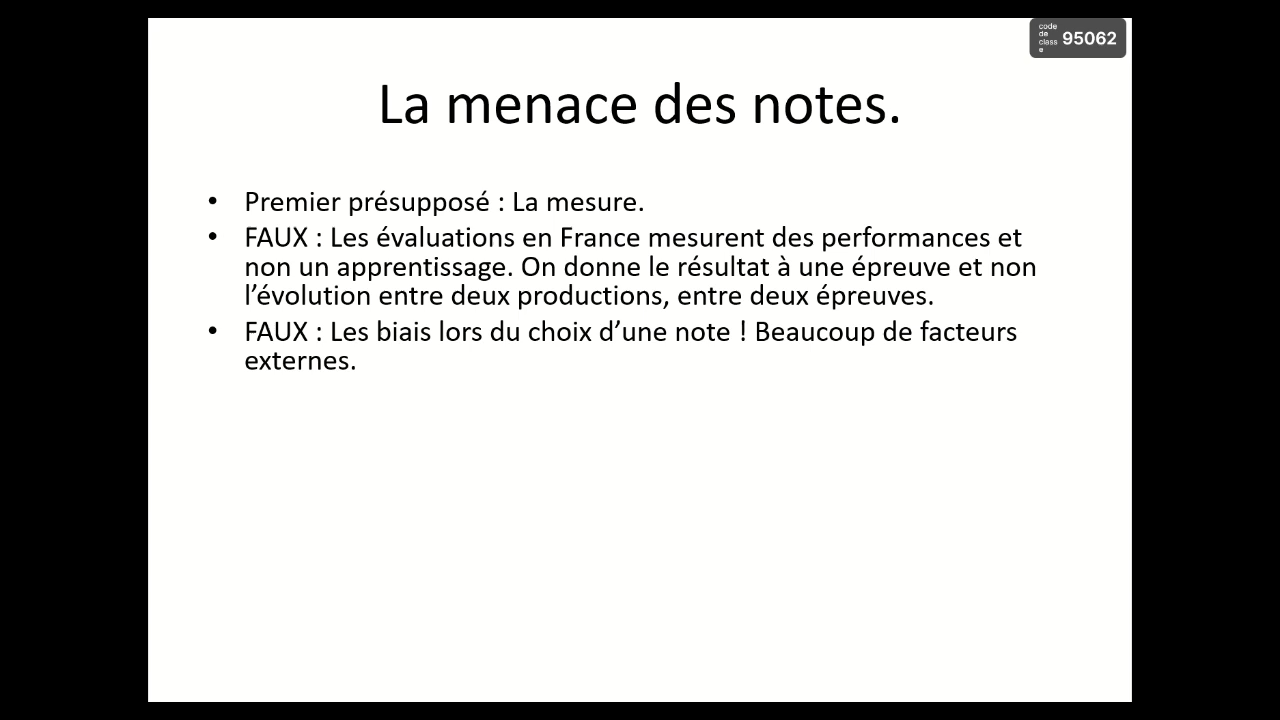 code
de
class
e
95062
La menace des notes.
• Premier présupposé : La mesure.
• FAUX : Les évaluations en France mesurent des performances et
non un apprentissage. On donne le résultat à une épreuve et non
l’évolution entre deux productions, entre deux épreuves.
• FAUX : Les biais lors du choix d’une note ! Beaucoup de facteurs
externes.